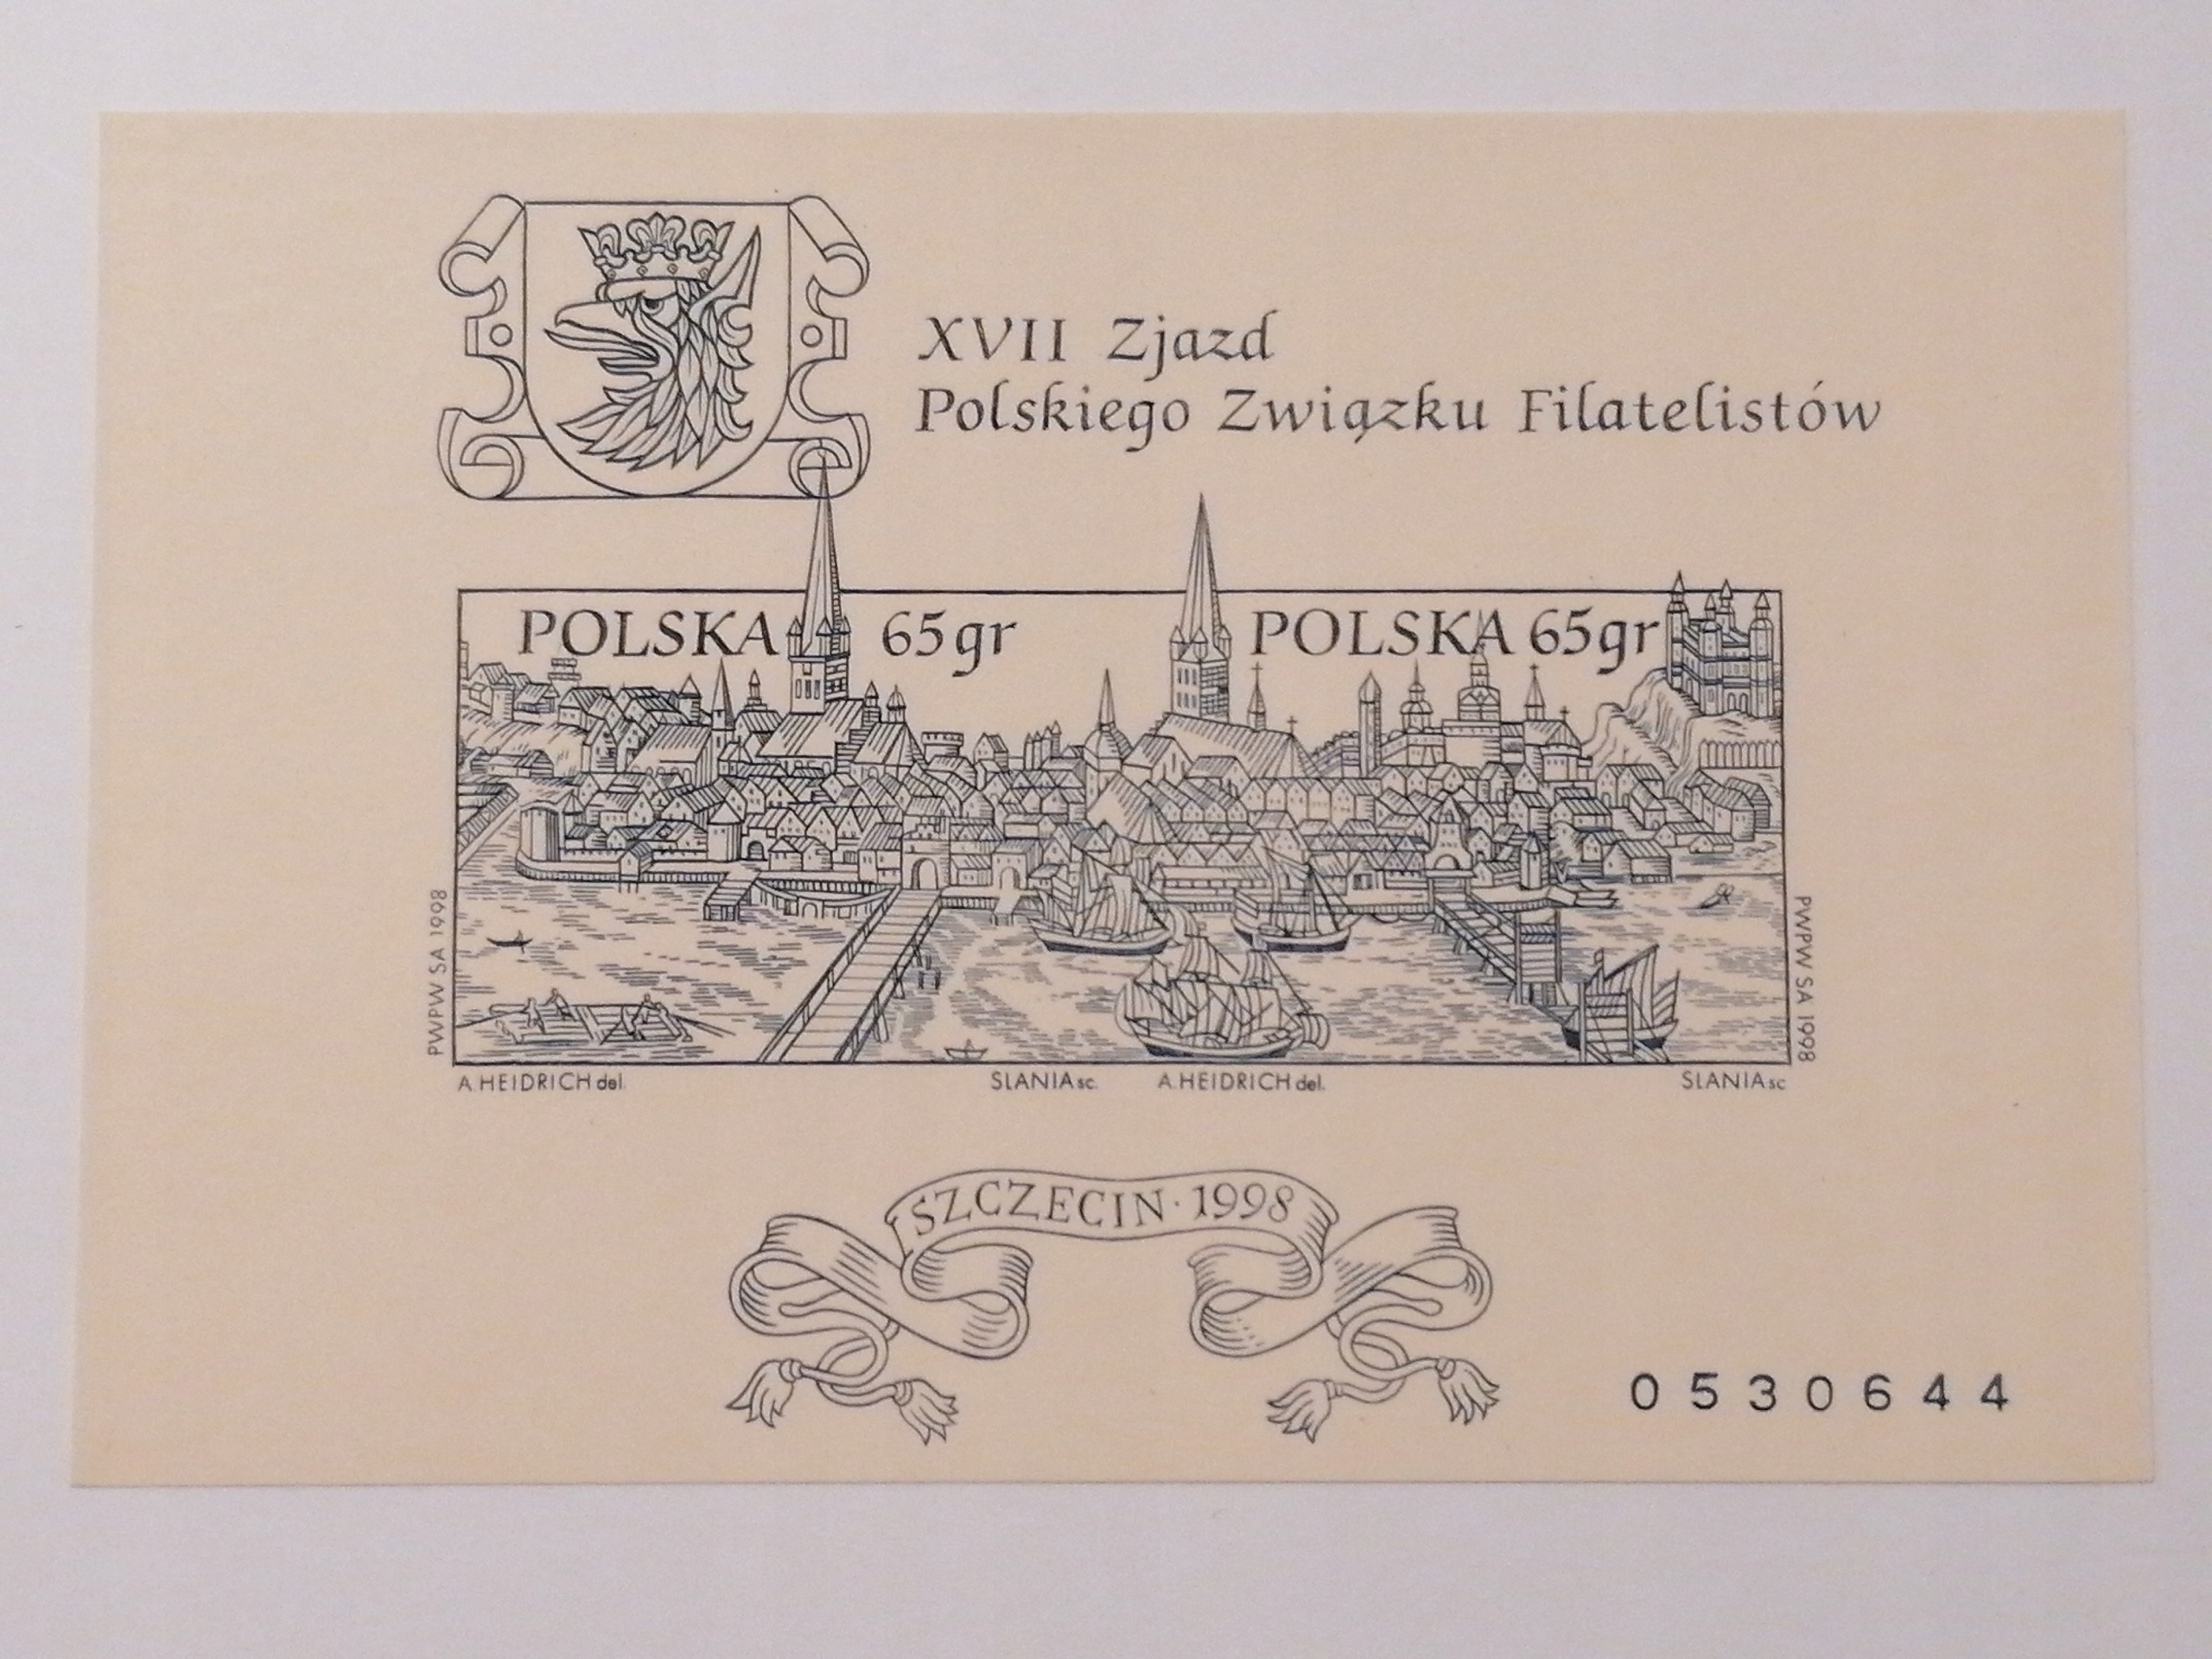 XVII Zjazd
Polskiego Związku Filatelistów
POLSKA 65gr
POLSKA 65gr
PWPW SA 1998
PWPW SA 1998
A.HEIDRICH del.
SLANIA sc.
A.HEIDRICH del.
SLANIA sc
SZCZECIN · 1998
0530644